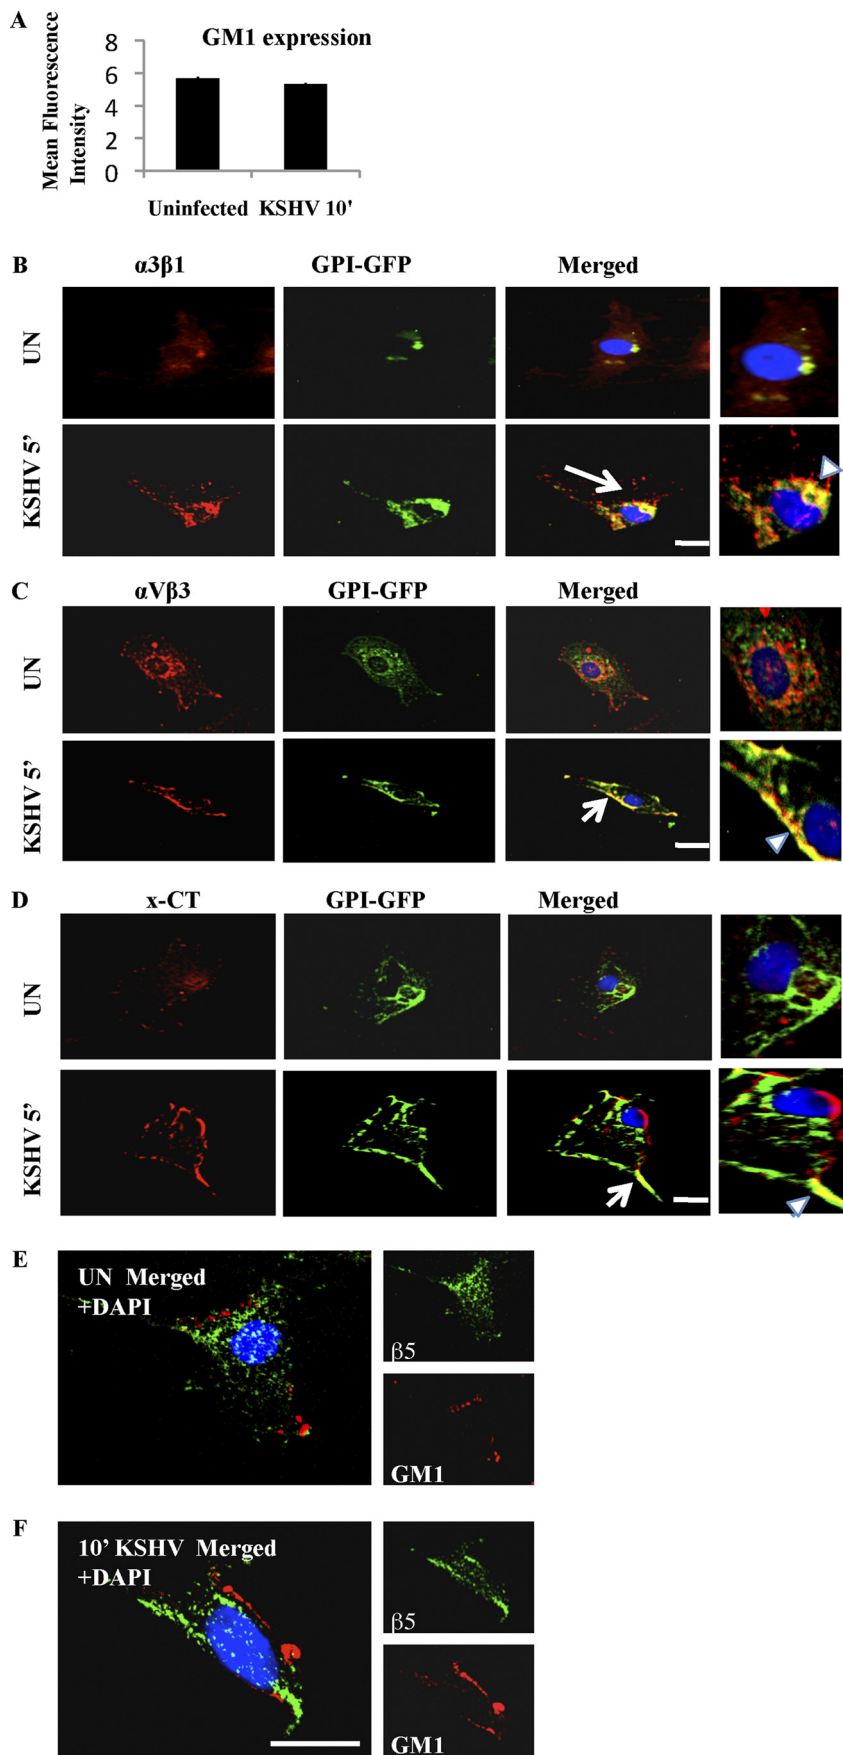 A
GM1 expression
Mean Fluorescence
Intensity
8
6
4
2
0
Uninfected KSHV 10'
B
α3β1 GPI-GFP Merged
UN
KSHV 5’
C
αVβ3 GPI-GFP Merged
UN
KSHV 5’
D
x-CT GPI-GFP Merged
UN
KSHV 5’
E
UN Merged
+DAPI
β5
GM1
F
10’ KSHV Merged
+DAPI
β5
GM1